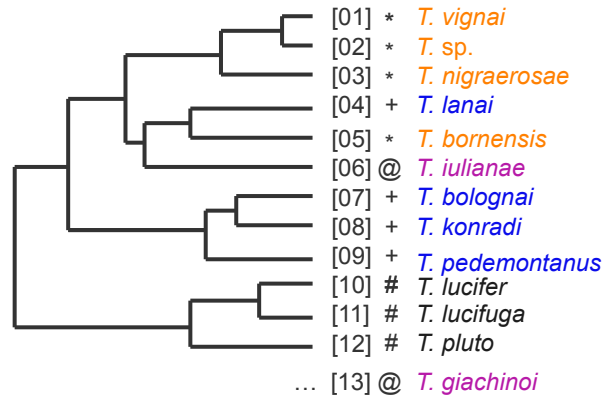 [01] * T. vignai
[02] * T. sp.
[03] * T. nigraerosae
[04] + T. lanai
[05] * T. bornensis
[06] @ T. iulianae
[07] + T. bolognai
[08] + T. konradi
[09] + T. pedemontanus
[10] # T. lucifer
[11] # T. lucifuga
[12] # T. pluto
... [13] @ T. giachinoi